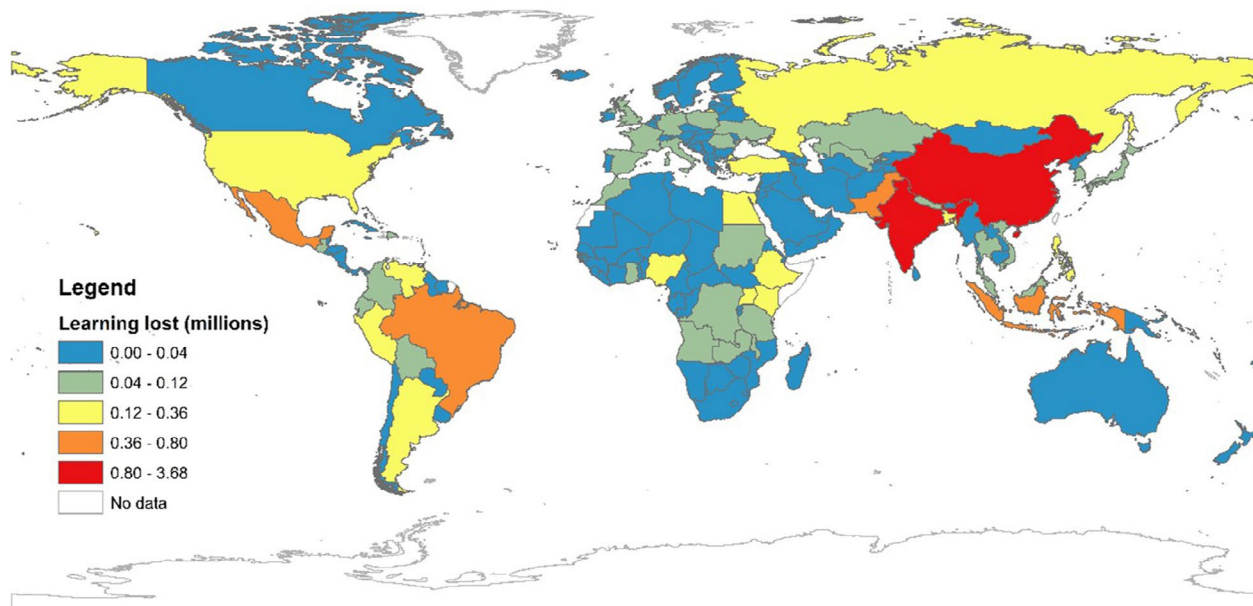 Legend
Learning lost (millions)
0.00 - 0.04
0.04 - 0.12
0.12 - 0.36
0.36 - 0.80
0.80 - 3.68
No data